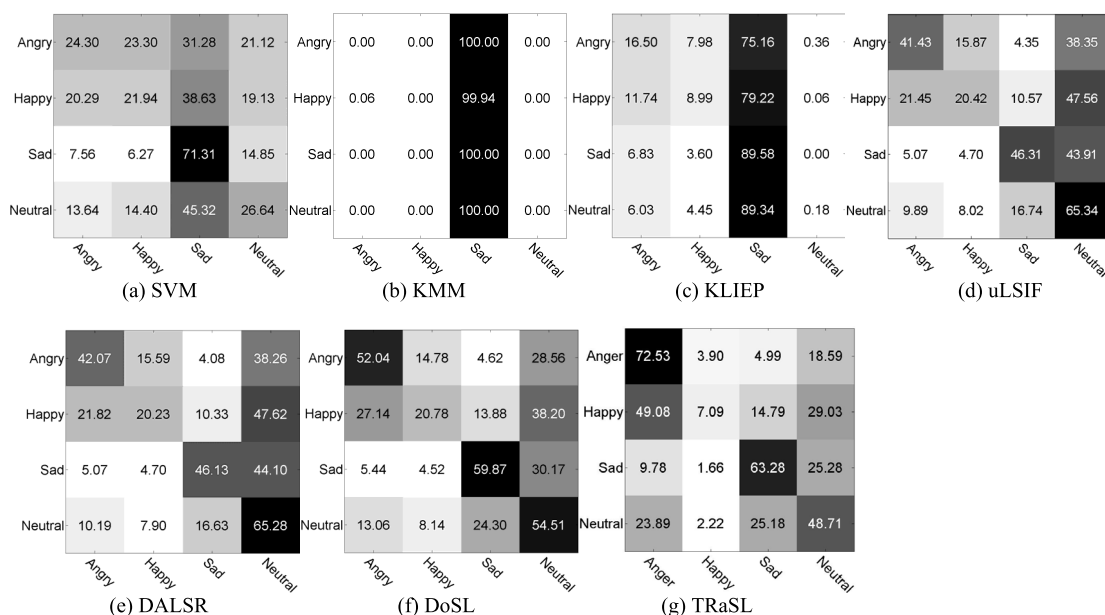 Angry 24.30 23.30 31.28 21.12
Happy 20.29 21.94 38.63 19.13
Sad 7.56 6.27 71.31 14.85
Neutral 13.64 14.40 45.32 26.64
Angry Happy Sad Neutral
(a) SVM
Angry 0.00 0.00 100.00 0.00
Happy 0.06 0.00 99.94 0.00
Sad 0.00 0.00 100.00 0.00
Neutral 0.00 0.00 100.00 0.00
Angry Happy Sad Neutral
(b) KMM
Angry 16.50 7.98 75.16 0.36
Happy 11.74 8.99 79.22 0.06
Sad 6.83 3.60 89.58 0.00
Neutral 6.03 4.45 89.34 0.18
Angry Happy Sad Neutral
(c) KLIEP
Angry 41.43 15.87 4.35 38.35
Happy 21.45 20.42 10.57 47.56
Sad 5.07 4.70 46.31 43.91
Neutral 9.89 8.02 16.74 65.34
Angry Happy Sad Neutral
(d) uLSIF
Angry 42.07 15.59 4.08 38.26
Happy 21.82 20.23 10.33 47.62
Sad 5.07 4.70 46.13 44.10
Neutral 10.19 7.90 16.63 65.28
Angry Happy Sad Neutral
(e) DALSR
Angry 52.04 14.78 4.62 28.56
Happy 27.14 20.78 13.88 38.20
Sad 5.44 4.52 59.87 30.17
Neutral 13.06 8.14 24.30 54.51
Angry Happy Sad Neutral
(f) DoSL
Anger 72.53 3.90 4.99 18.59
Happy 49.08 7.09 14.79 29.03
Sad 9.78 1.66 63.28 25.28
Neutral 23.89 2.22 25.18 48.71
Anger Happy Sad Neutral
(g) TRaSL